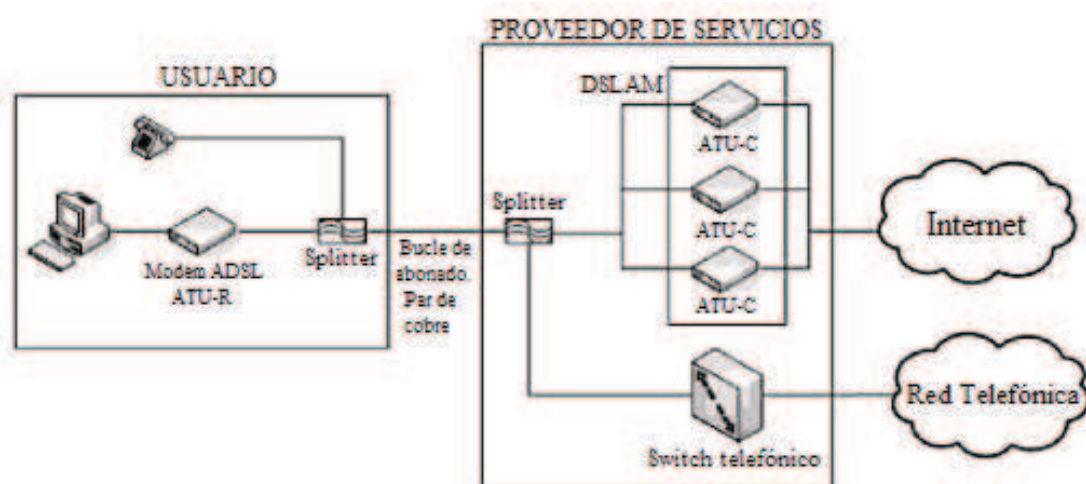 PROVEEDOR DE SERVICIOS
USUARIO
DSLAM
ATU-C
Splitter
ATU-C
Internet
Splitter
Bucle de
abonado.
Par de
cobre
Modem ADSL
ATU-R
ATU-C
Red Telefónica
Switch telefónico